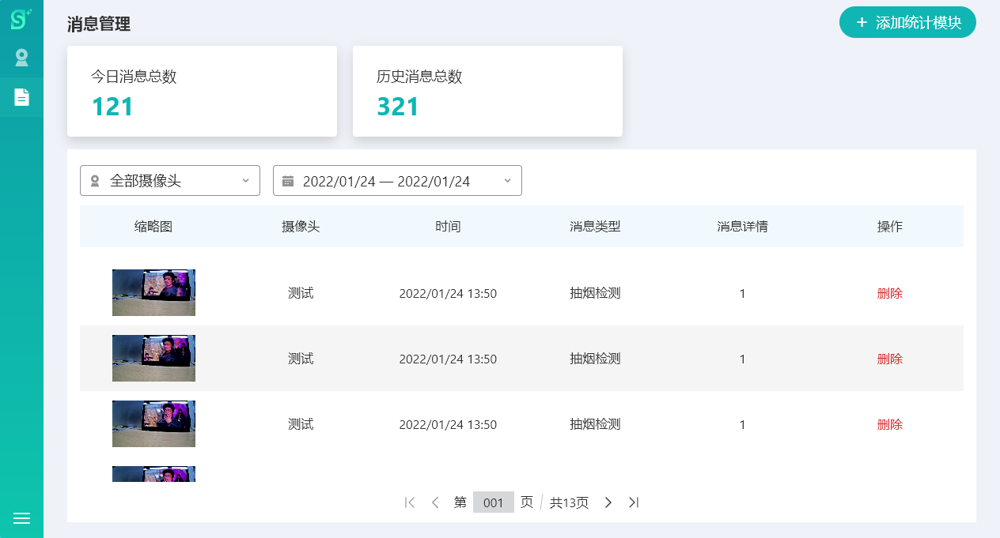 消息管理
+ 添加统计模块
今日消息总数
121
历史消息总数
321
全部摄像头
2022/01/24 — 2022/01/24
缩略图 摄像头 时间 消息类型 消息详情 操作
测试 2022/01/24 13:50 抽烟检测 1 删除
测试 2022/01/24 13:50 抽烟检测 1 删除
测试 2022/01/24 13:50 抽烟检测 1 删除
第 001 页 / 共13页